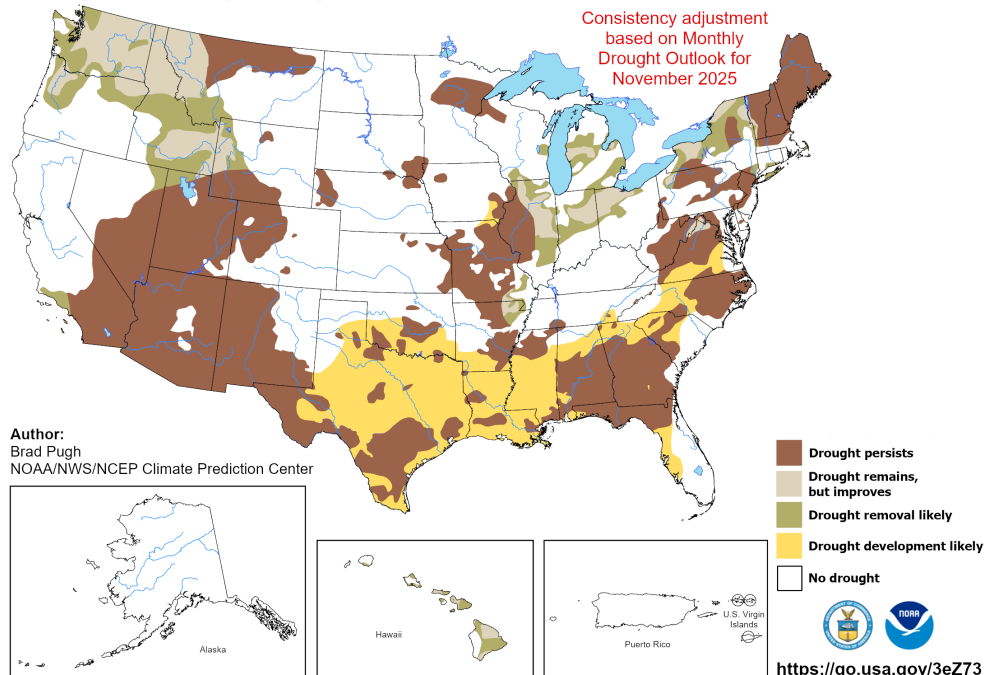 Consistency adjustment
based on Monthly
Drought Outlook for
November 2025
Author:
Brad Pugh
NOAA/NWS/NCEP Climate Prediction Center
Drought persists
Drought remains,
but improves
Drought removal likely
Drought development likely
No drought
Alaska
Hawaii
Puerto Rico
U.S. Virgin
Islands
NOAA
https://go.usa.gov/3eZ73